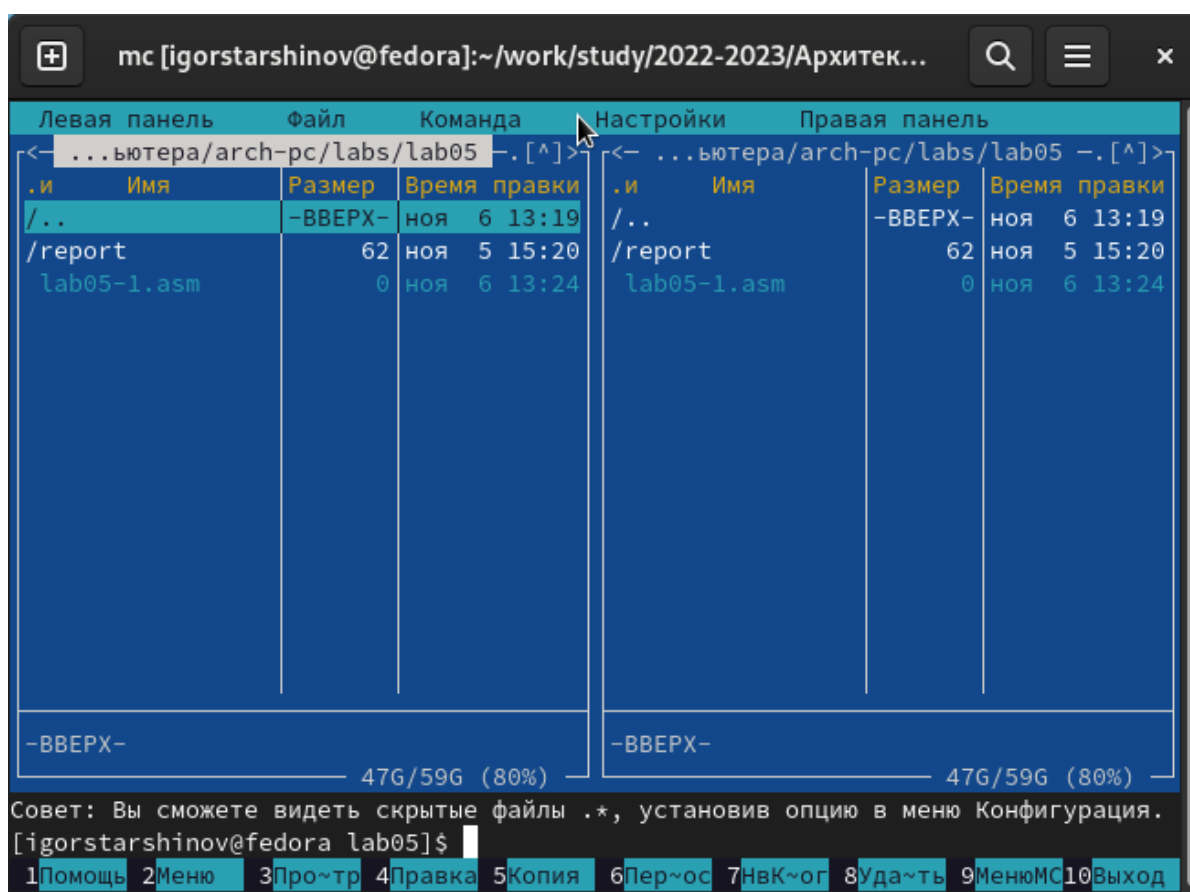 mc [igorstarshinov@fedora]:~/work/study/2022-2023/Архитек...
Левая панель Файл Команда Настройки Правая панель
<— ...ьютера/arch-pc/labs/lab05 —.[^]> <— ...ьютера/arch-pc/labs/lab05 —.[^]>
.и Имя Размер Время правки .и Имя Размер Время правки
/.. -ВВЕРХ- ноя 6 13:19 /.. -ВВЕРХ- ноя 6 13:19
/report 62 ноя 5 15:20 /report 62 ноя 5 15:20
lab05-1.asm 0 ноя 6 13:24 lab05-1.asm 0 ноя 6 13:24
-ВВЕРХ- -ВВЕРХ-
47G/59G (80%) 47G/59G (80%)
Совет: Вы сможете видеть скрытые файлы .*, установив опцию в меню Конфигурация.
[igorstarshinov@fedora lab05]$
1Помощь 2Меню 3Про~тр 4Правка 5Копия 6Пер~ос 7НвК~ог 8Уда~ть 9МенюМС10Выход